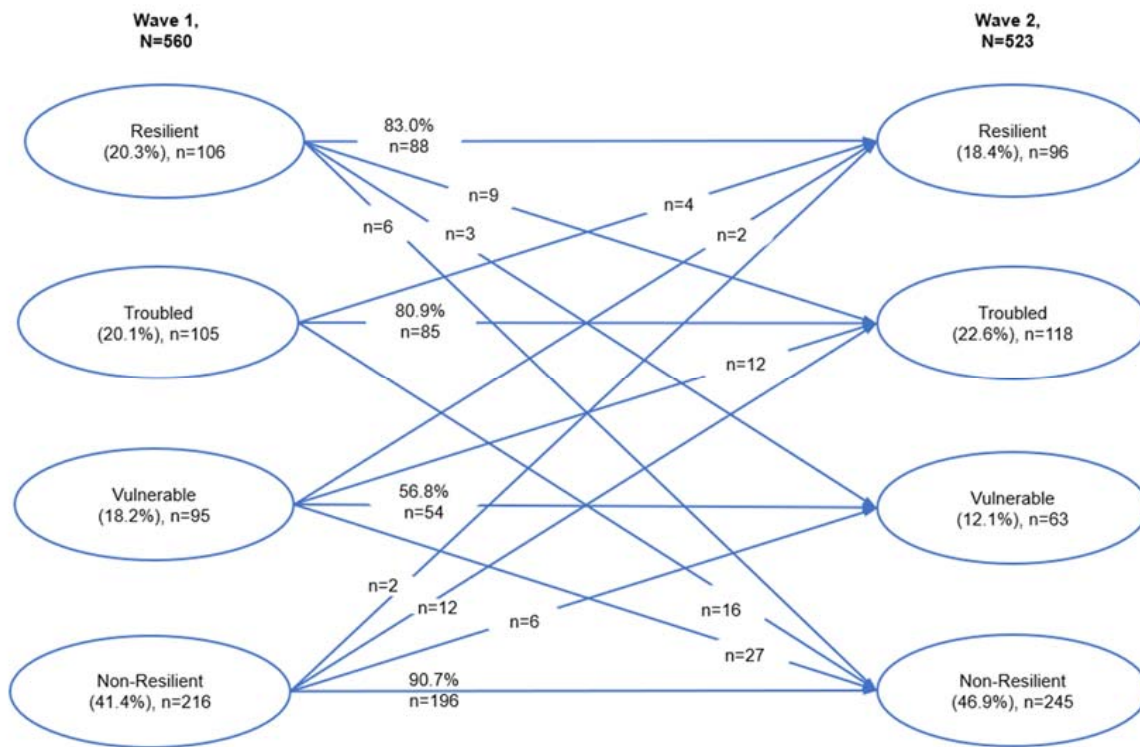 Wave 1,
N=560
Wave 2,
N=523
Resilient
(20.3%), n=106
83.0%
n=88
Resilient
(18.4%), n=96
n=9
n=4
n=6
n=3
n=2
Troubled
(20.1%), n=105
80.9%
n=85
Troubled
(22.6%), n=118
n=12
Vulnerable
(18.2%), n=95
56.8%
n=54
Vulnerable
(12.1%), n=63
n=2
n=12
n=6
n=16
n=27
Non-Resilient
(41.4%), n=216
90.7%
n=196
Non-Resilient
(46.9%), n=245